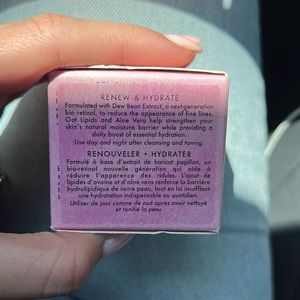 RENEW & HYDRATE
Formulated with Dew Bean Extract, a next-generation
bio retinol, to reduce the appearance of fine lines,
Oat Lipids and Aloe Vera help strengthen your
skin's natural moisture barrier while providing a
daily boost of essential hydration.
Use day and night after cleansing and toning.
RENOUVELER + HYDRATER
Formulé à base d'extrait de haricot papillon, un
bio-retinol nouvelle génération qui aide à
réduire l'apparence des ridules. L'ajout de
lipides d'avoine et d'aloe vera renforce la barrière
hydrolipidique de votre peau, tout en lui insufflant
une hydratation indispensable au quotidien.
Utiliser de jour comme de nuit après avoir nettoyé
et tonifié la peau.